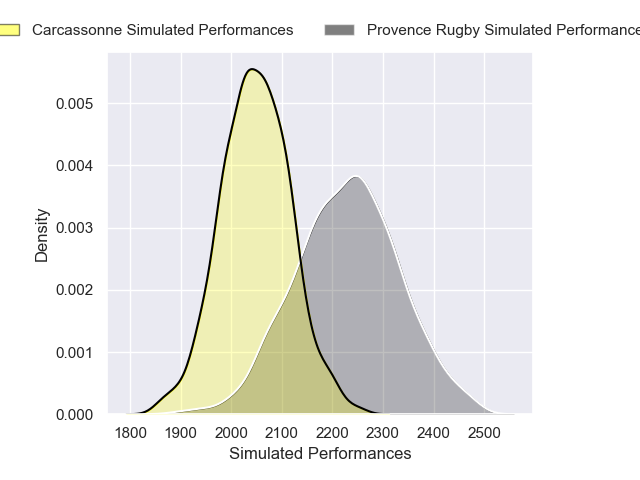 Carcassonne Simulated Performances
Provence Rugby Simulated Performance
0.005
0.004
0.003
0.002
0.001
0.000
Density
1800 1900 2000 2100 2200 2300 2400 2500
Simulated Performances